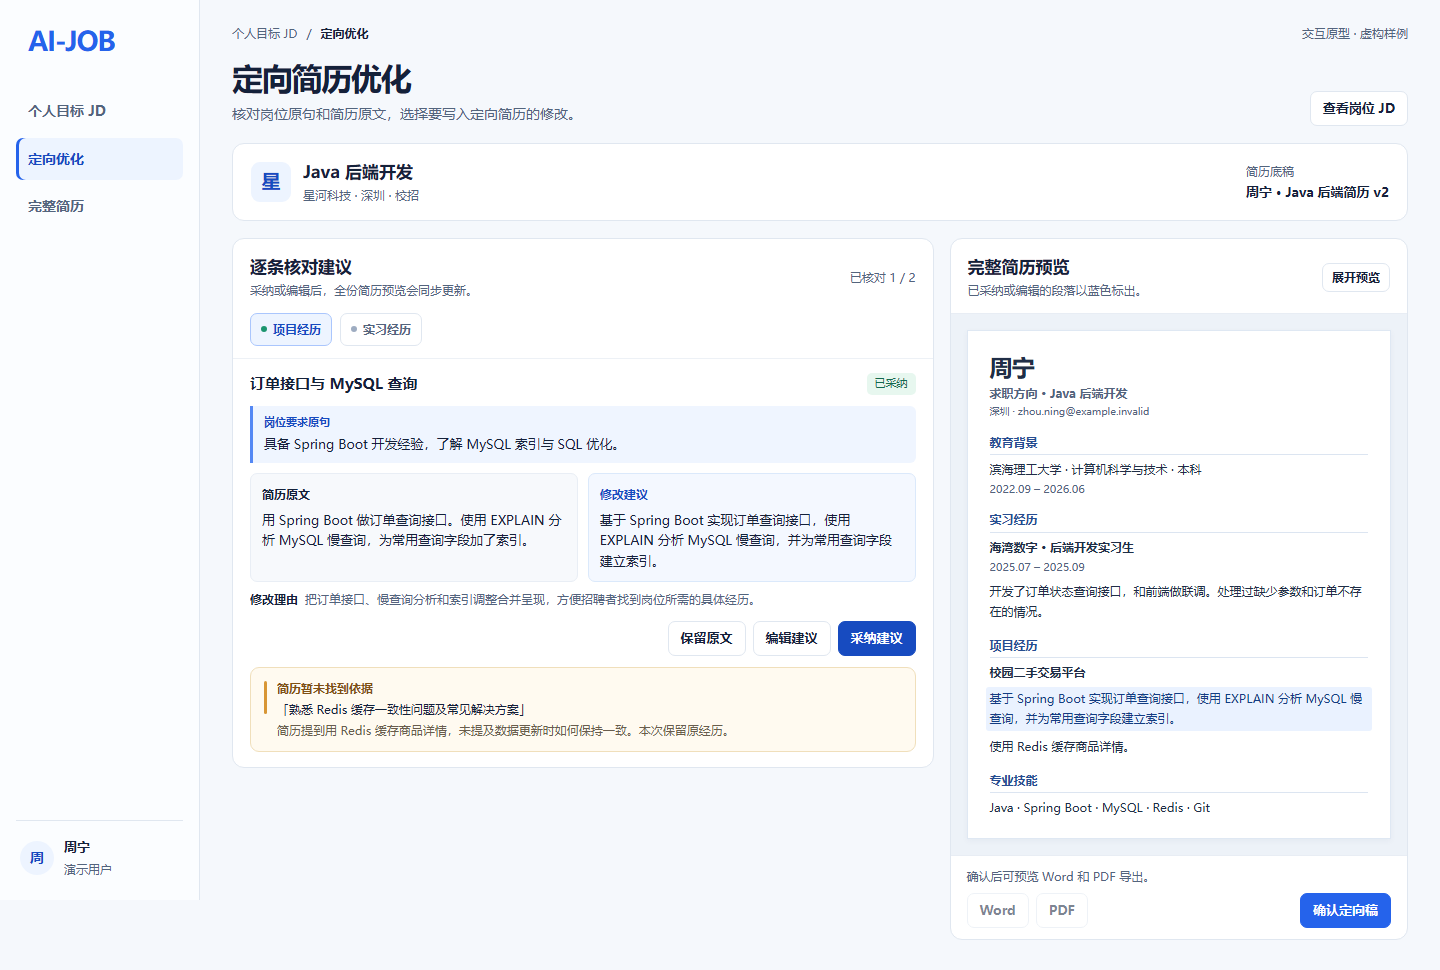 AI-JOB
个人目标 JD
定向优化
完整简历
周
周宁
演示用户
个人目标 JD / 定向优化
交互原型 · 虚构样例
定向简历优化
核对岗位原句和简历原文，选择要写入定向简历的修改。
查看岗位 JD
星
Java 后端开发
星河科技 · 深圳 · 校招
简历底稿
周宁 • Java 后端简历 v2
逐条核对建议
采纳或编辑后，全份简历预览会同步更新。
已核对 1 / 2
项目经历
实习经历
订单接口与 MySQL 查询
已采纳
岗位要求原句
具备 Spring Boot 开发经验，了解 MySQL 索引与 SQL 优化。
简历原文
用 Spring Boot 做订单查询接口。使用 EXPLAIN 分
析 MySQL 慢查询，为常用查询字段加了索引。
修改建议
基于 Spring Boot 实现订单查询接口，使用
EXPLAIN 分析 MySQL 慢查询，并为常用查询字段
建立索引。
修改理由 把订单接口、慢查询分析和索引调整合并呈现，方便招聘者找到岗位所需的具体经历。
保留原文
编辑建议
采纳建议
简历暂未找到依据
「熟悉 Redis 缓存一致性问题及常见解决方案」
简历提到用 Redis 缓存商品详情，未提及数据更新时如何保持一致。本次保留原经历。
完整简历预览
已采纳或编辑的段落以蓝色标出。
展开预览
周宁
求职方向 • Java 后端开发
深圳 · zhou.ning@example.invalid
教育背景
滨海理工大学 · 计算机科学与技术 · 本科
2022.09 – 2026.06
实习经历
海湾数字 • 后端开发实习生
2025.07 – 2025.09
开发了订单状态查询接口，和前端做联调。处理过缺少参数和订单不存
在的情况。
项目经历
校园二手交易平台
基于 Spring Boot 实现订单查询接口，使用 EXPLAIN 分析 MySQL 慢
查询，并为常用查询字段建立索引。
使用 Redis 缓存商品详情。
专业技能
Java · Spring Boot · MySQL · Redis · Git
确认后可预览 Word 和 PDF 导出。
Word
PDF
确认定向稿